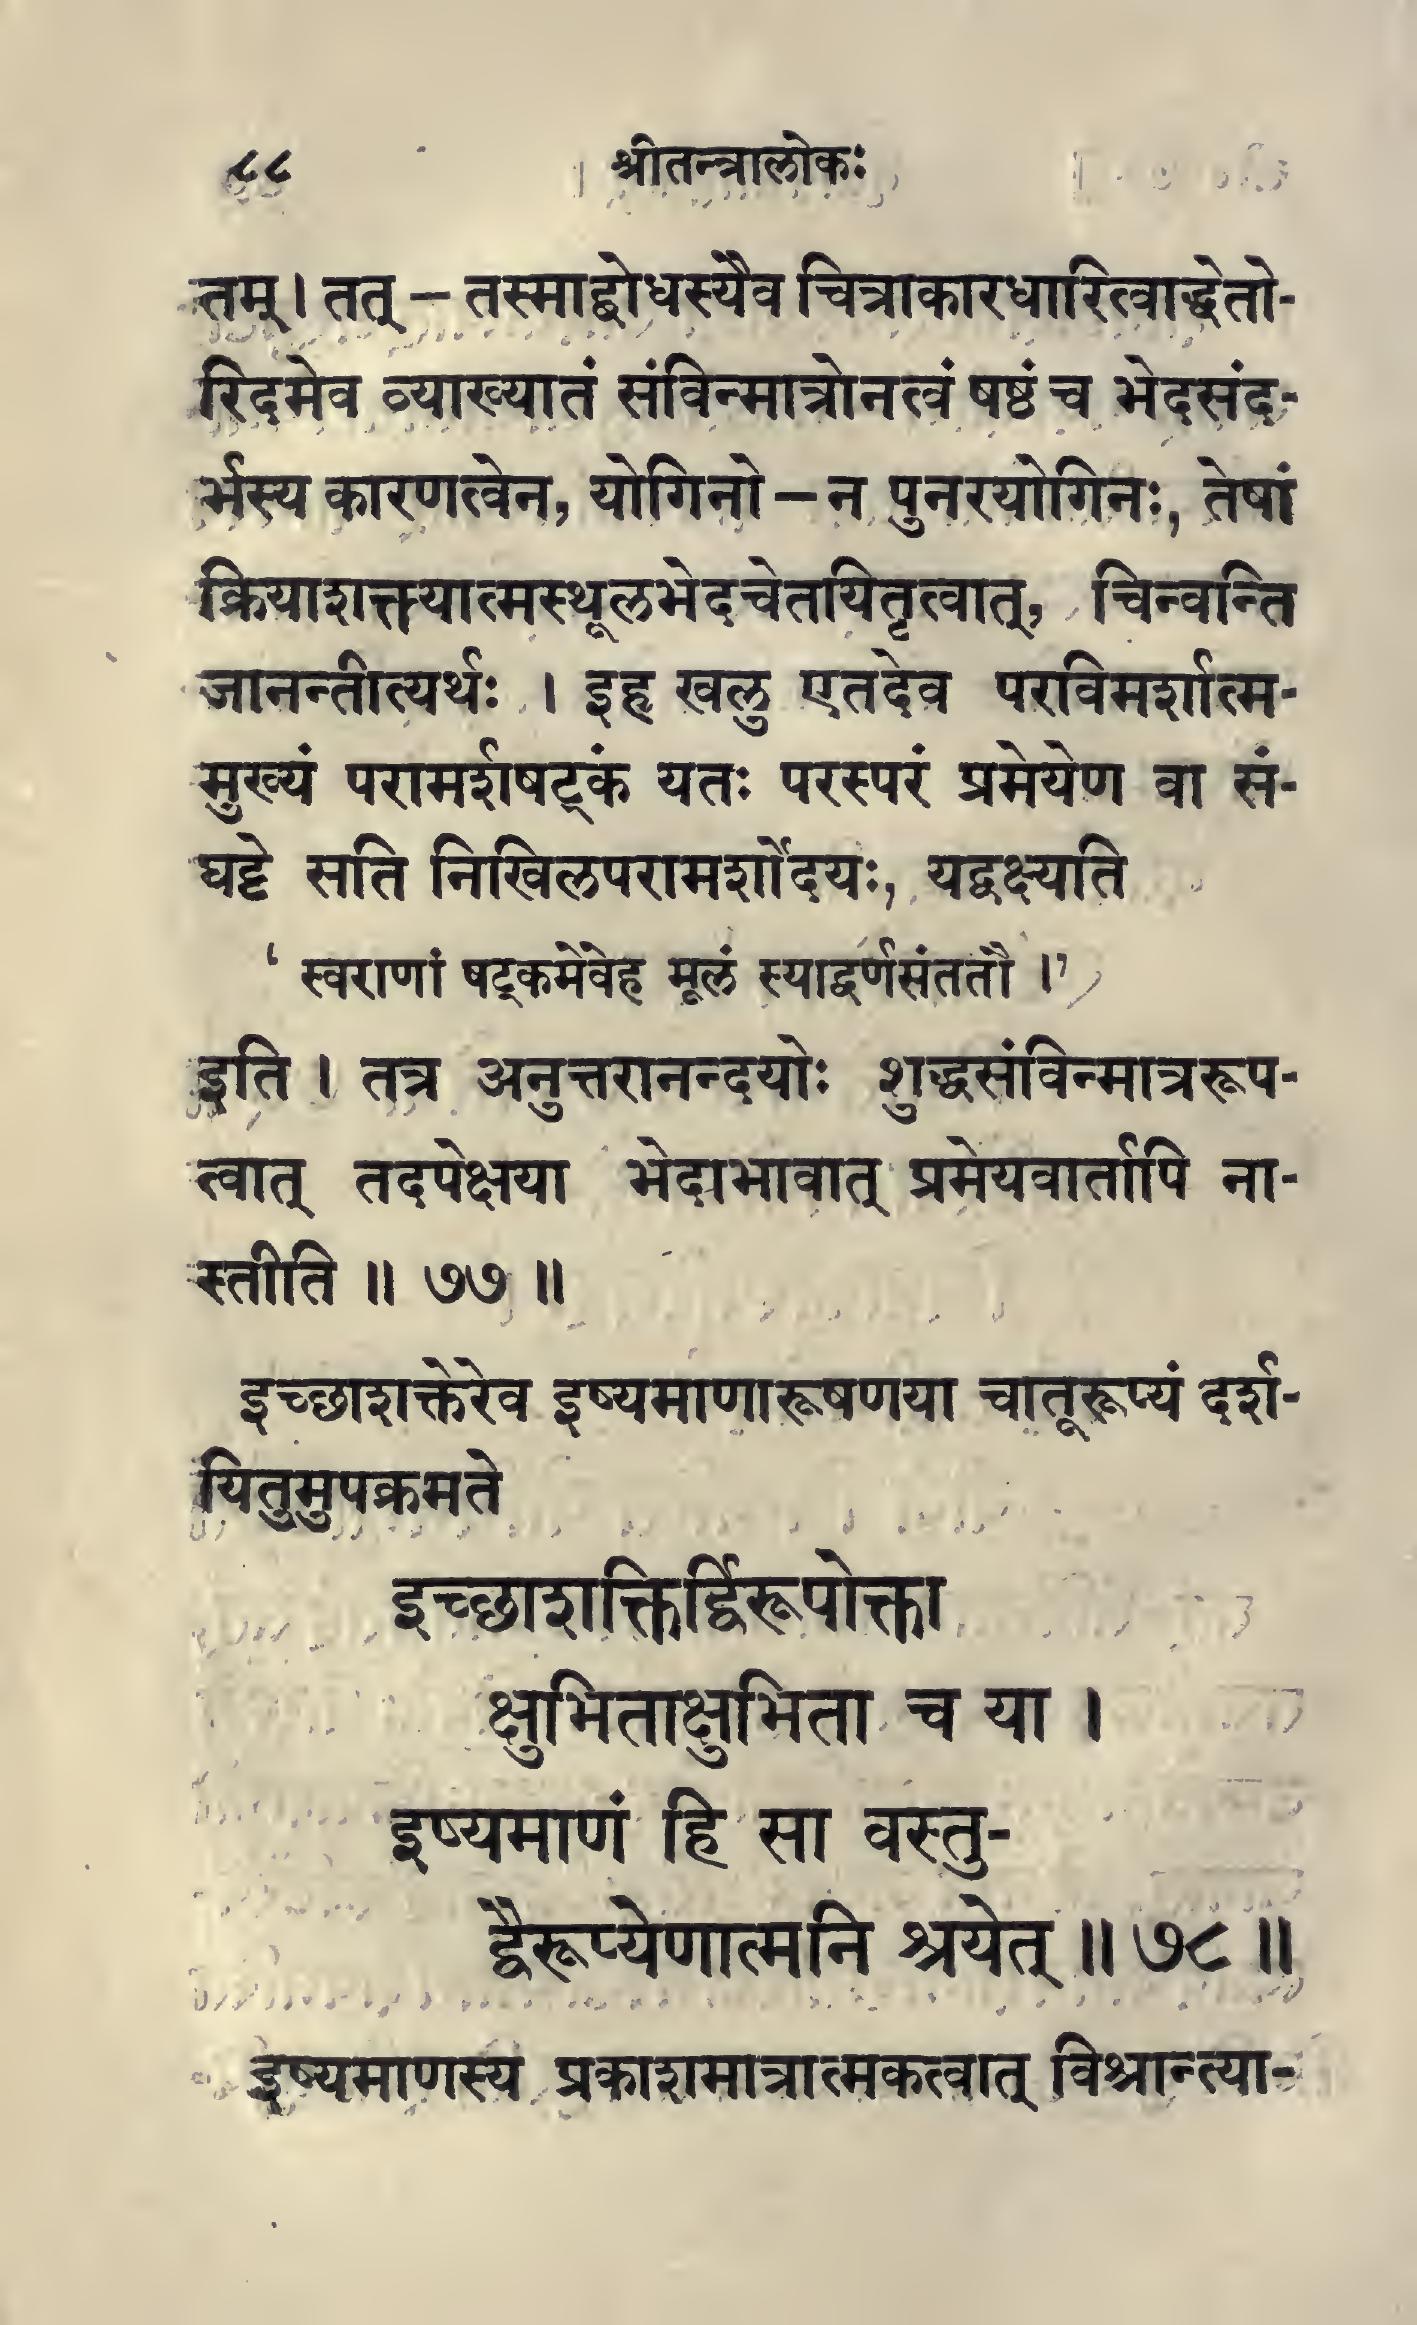 ८८ श्रीतन्त्रालोकः
तम् । तत् – तस्माद्बोधस्यैव चित्राकारधारित्वाद्धेतो-
रिदमेव व्याख्यातं संविन्मात्रोनत्वं षष्ठं च भेदसंद-
र्भस्य कारणत्वेन, योगिनो – न पुनरयोगिनः, तेषां
क्रियाशक्त्यात्मस्थूलभेदचेतयितृत्वात्, चिन्वन्ति
जानन्तीत्यर्थः । इह खलु एतदेव परविमर्शात्म-
मुख्यं परामर्शषट्कं यतः परस्परं प्रमेयेण वा सं-
घट्टे सति निखिलपरामर्शोदयः, यद्वक्ष्यति
‘ स्वराणां षट्कमेवेह मूलं स्याद्वर्णसंततौ ।’
इति । तत्र अनुत्तरानन्दयोः शुद्धसंविन्मात्ररूप-
त्वात् तदपेक्षया भेदाभावात् प्रमेयवार्तापि ना-
स्तीति ॥ ७७ ॥
इच्छाशक्तेरेव इष्यमाणारूषणया चातूरूप्यं दर्श-
यितुमुपक्रमते
इच्छाशक्तिर्द्विरूपोक्ता
क्षुभिताक्षुभिता च या ।
इष्यमाणं हि सा वस्तु-
द्वैरूप्येणात्मनि श्रयेत् ॥ ७८ ॥
इष्यमाणस्य प्रकाशमात्रात्मकत्वात् विश्रान्त्या-